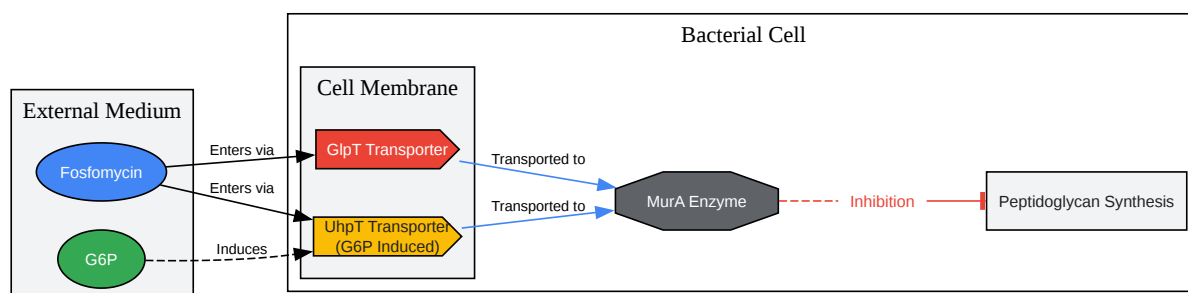 Bacterial Cell
Cell Membrane
External Medium
Fosfomycin
G6P
Enters via
Enters via
Induces
GlpT Transporter
UhpT Transporter
(G6P Induced)
Transported to
Transported to
MurA Enzyme
Inhibition
Peptidoglycan Synthesis